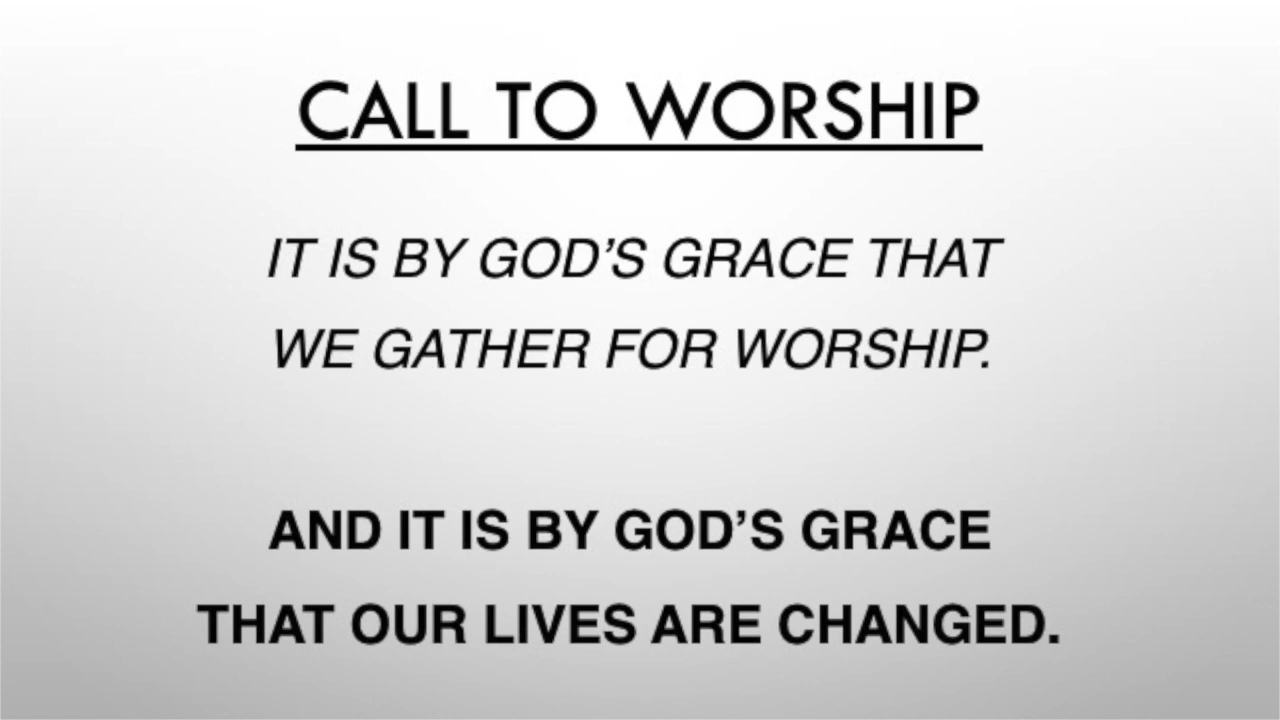 CALL TO WORSHIP
IT IS BY GOD’S GRACE THAT
WE GATHER FOR WORSHIP.
AND IT IS BY GOD’S GRACE
THAT OUR LIVES ARE CHANGED.